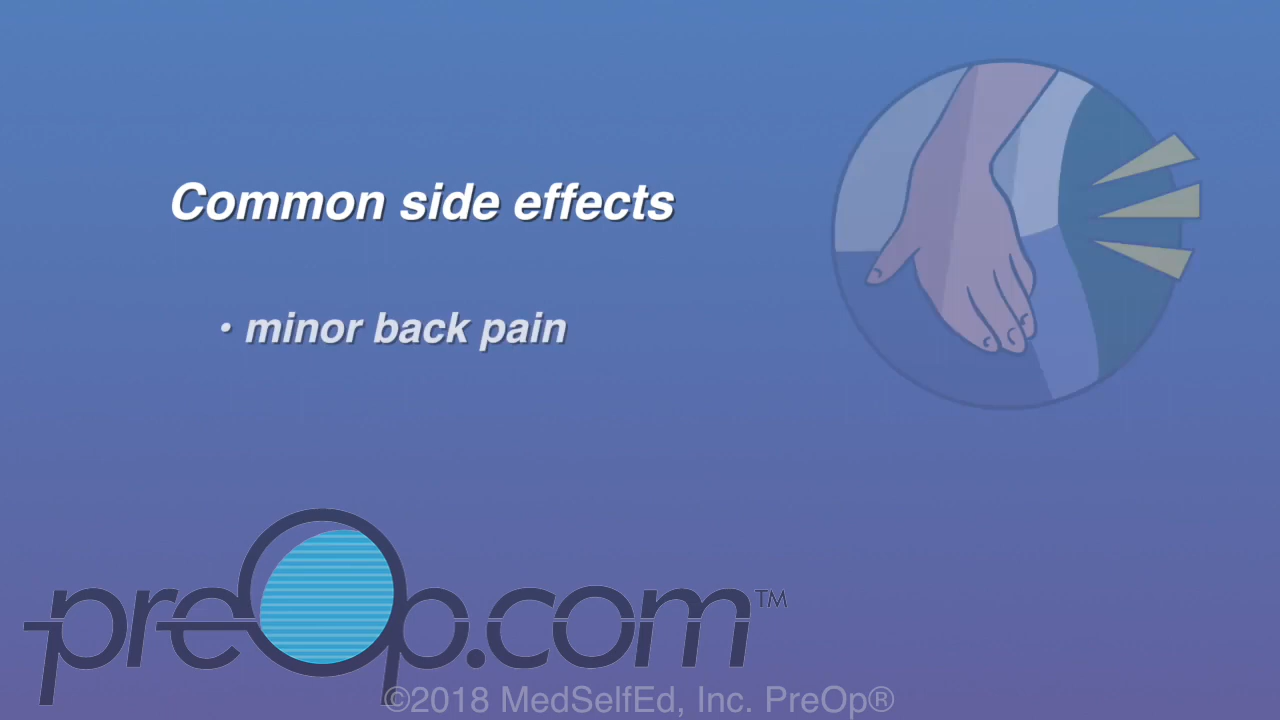 Common side effects
• minor back pain
preOp.com™
©2018 MedSelfEd, Inc. PreOp®